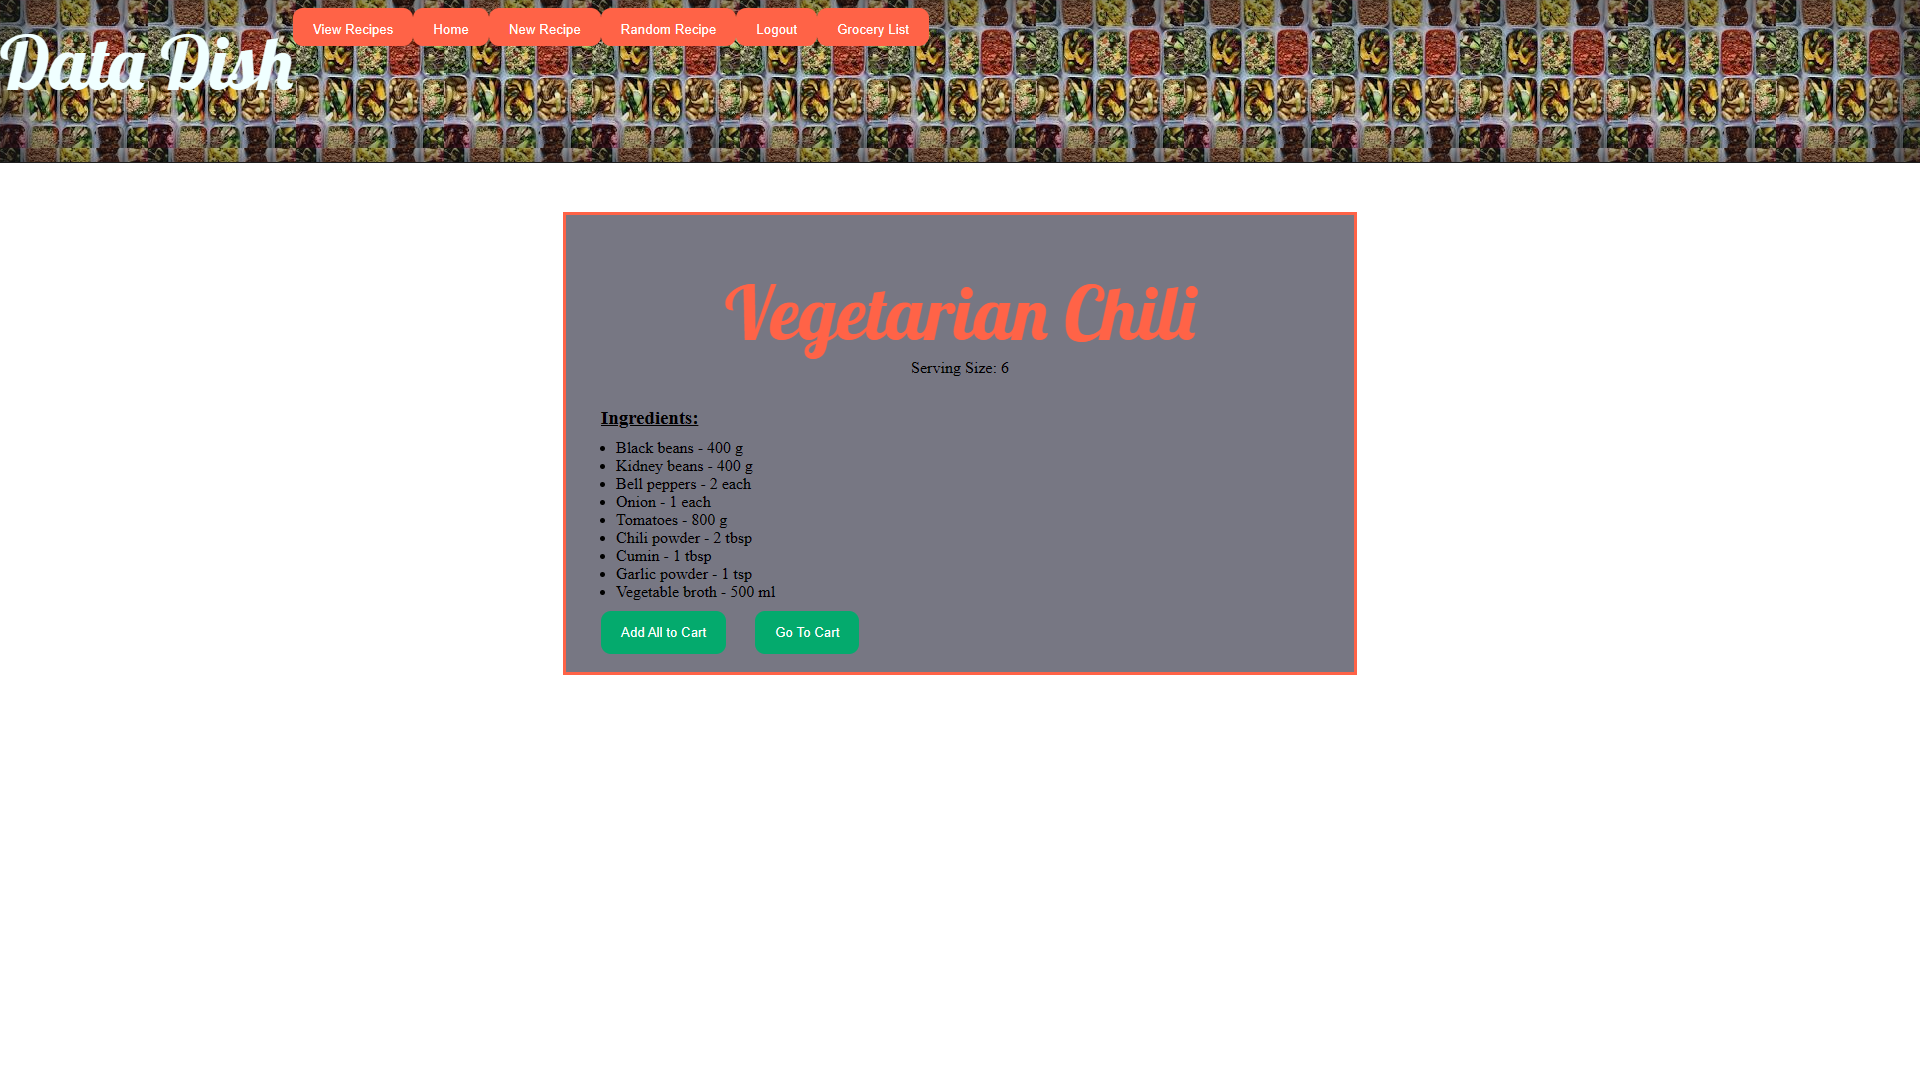 View Recipes Home New Recipe Random Recipe Logout Grocery List
Data Dish
Vegetarian Chili
Serving Size: 6
Ingredients:
Black beans - 400 g
Kidney beans - 400 g
Bell peppers - 2 each
Onion - 1 each
Tomatoes - 800 g
Chili powder - 2 tbsp
Cumin - 1 tbsp
Garlic powder - 1 tsp
Vegetable broth - 500 ml
Add All to Cart Go To Cart